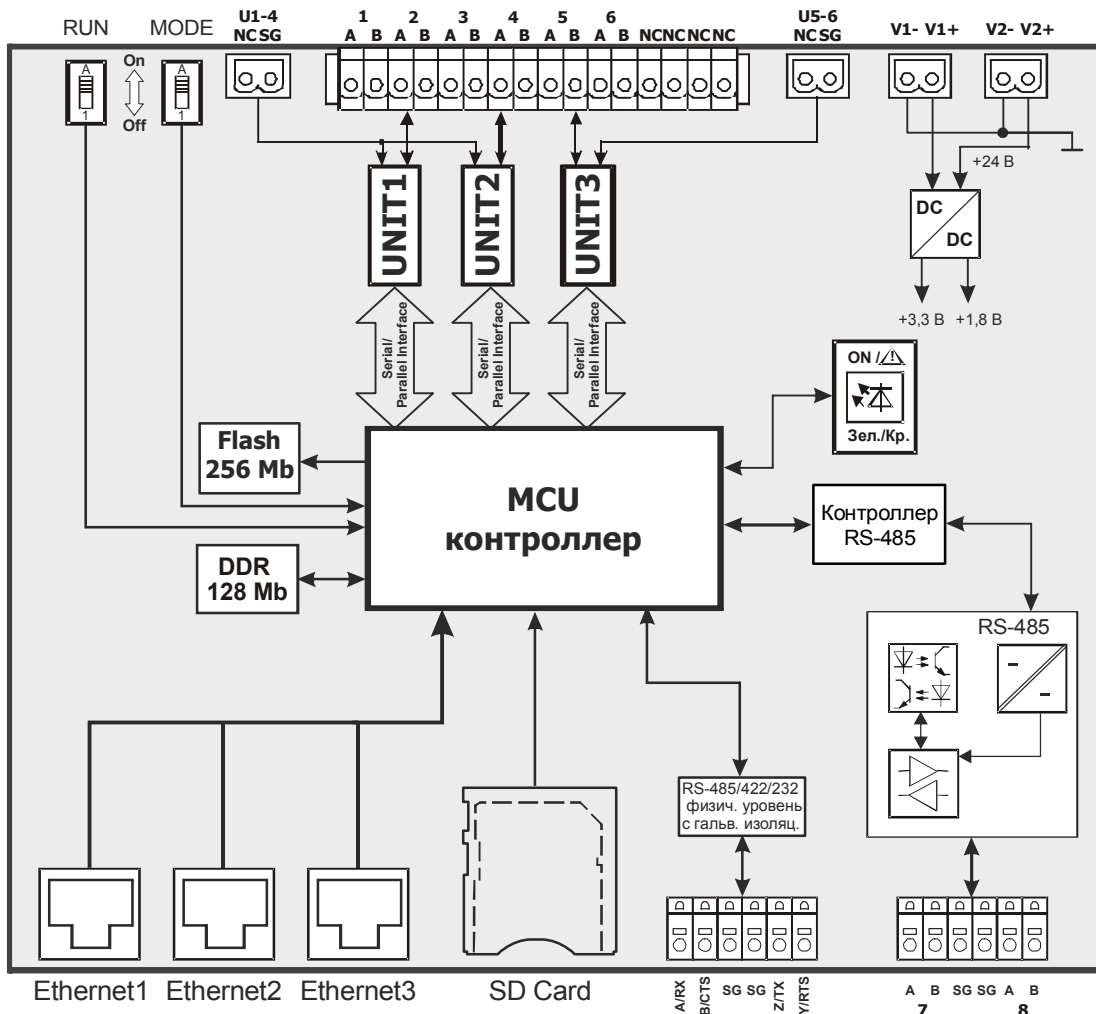 RUN
MODE
U1-4
NC SG
1 2 3 4 5 6
A B A B A B A B A B A B NC NC NC NC
U5-6
NC SG
V1- V1+
V2- V2+
A
1
On
Off
A
1
+24 В
UNIT1
UNIT2
UNIT3
DC
DC
+3,3 В
+1,8 В
Serial/
Parallel Interface
Serial/
Parallel Interface
Serial/
Parallel Interface
ON /
Зел./Кр.
Flash
256 Mb
MCU
контроллер
Контроллер
RS-485
DDR
128 Mb
RS-485
RS-485/422/232
физич. уровень
с гальв. изоляц.
Ethernet1
Ethernet2
Ethernet3
SD Card
A/RX
B/CTS
SG
SG
Z/TX
Y/RTS
A B SG SG A B
7 8